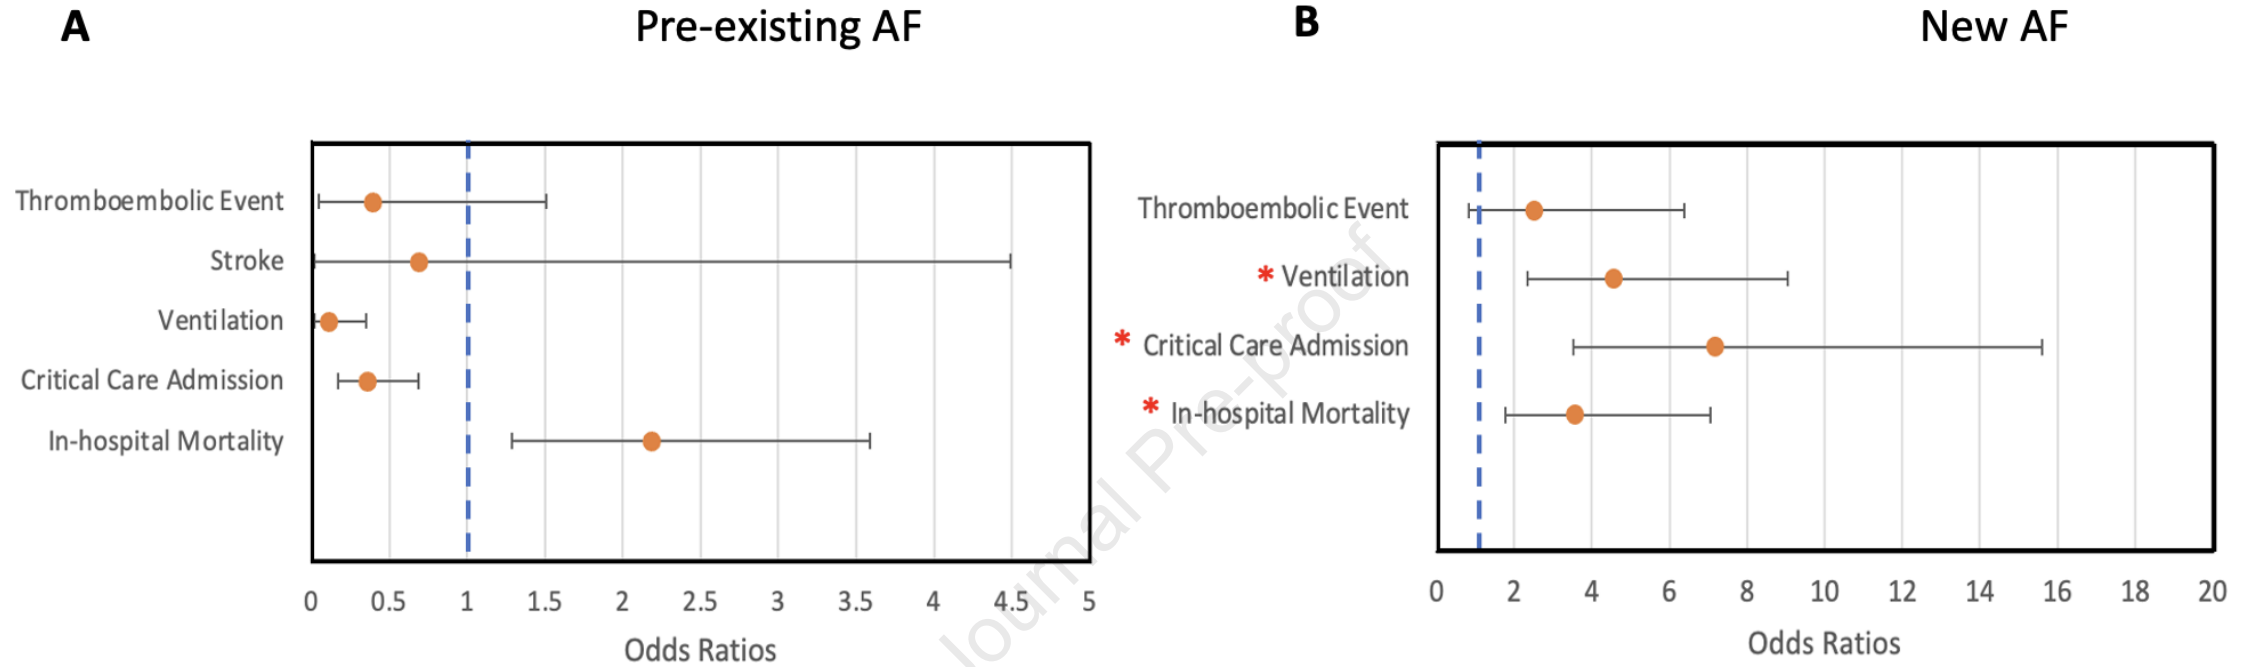 A
Pre-existing AF
Thromboembolic Event
Stroke
Ventilation
Critical Care Admission
In-hospital Mortality
0 0.5 1 1.5 2 2.5 3 3.5 4 4.5 5
Odds Ratios
B
New AF
Thromboembolic Event
* Ventilation
* Critical Care Admission
* In-hospital Mortality
0 2 4 6 8 10 12 14 16 18 20
Odds Ratios
Journal Pre-proof